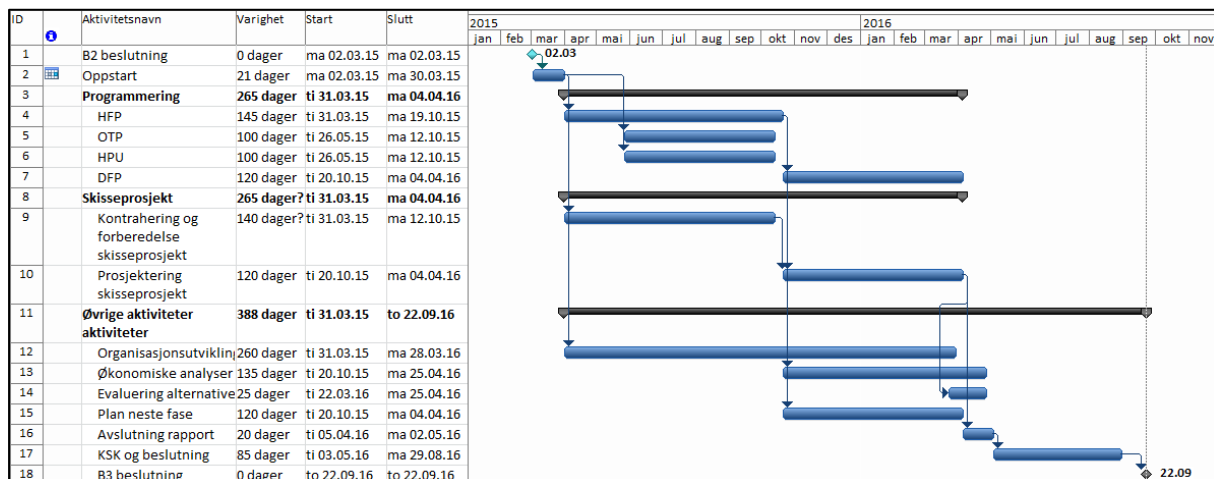 ID Aktivitetsnavn Varighet Start Slutt 2015 2016
jan feb mar apr mai jun jul aug sep okt nov des jan feb mar apr mai jun jul aug sep okt nov
1 B2 beslutning 0 dager ma 02.03.15 ma 02.03.15 02.03
2 Oppstart 21 dager ma 02.03.15 ma 30.03.15
3 Programmering 265 dager ti 31.03.15 ma 04.04.16
4 HFP 145 dager ti 31.03.15 ma 19.10.15
5 OTP 100 dager ti 26.05.15 ma 12.10.15
6 HPU 100 dager ti 26.05.15 ma 12.10.15
7 DFP 120 dager ti 20.10.15 ma 04.04.16
8 Skisseprosjekt 265 dager? ti 31.03.15 ma 04.04.16
9 Kontrahering og 140 dager? ti 31.03.15 ma 12.10.15
forberedelse
skisseprosjekt
10 Prosjektering 120 dager ti 20.10.15 ma 04.04.16
skisseprosjekt
11 Øvrige aktiviteter 388 dager ti 31.03.15 to 22.09.16
aktiviteter
12 Organisasjonsutvikling 260 dager ti 31.03.15 ma 28.03.16
13 Økonomiske analyser 135 dager ti 20.10.15 ma 25.04.16
14 Evaluering alternative 25 dager ti 22.03.16 ma 25.04.16
15 Plan neste fase 120 dager ti 20.10.15 ma 04.04.16
16 Avslutning rapport 20 dager ti 05.04.16 ma 02.05.16
17 KSK og beslutning 85 dager ti 03.05.16 ma 29.08.16
18 B3 beslutning 0 dager to 22.09.16 to 22.09.16 22.09